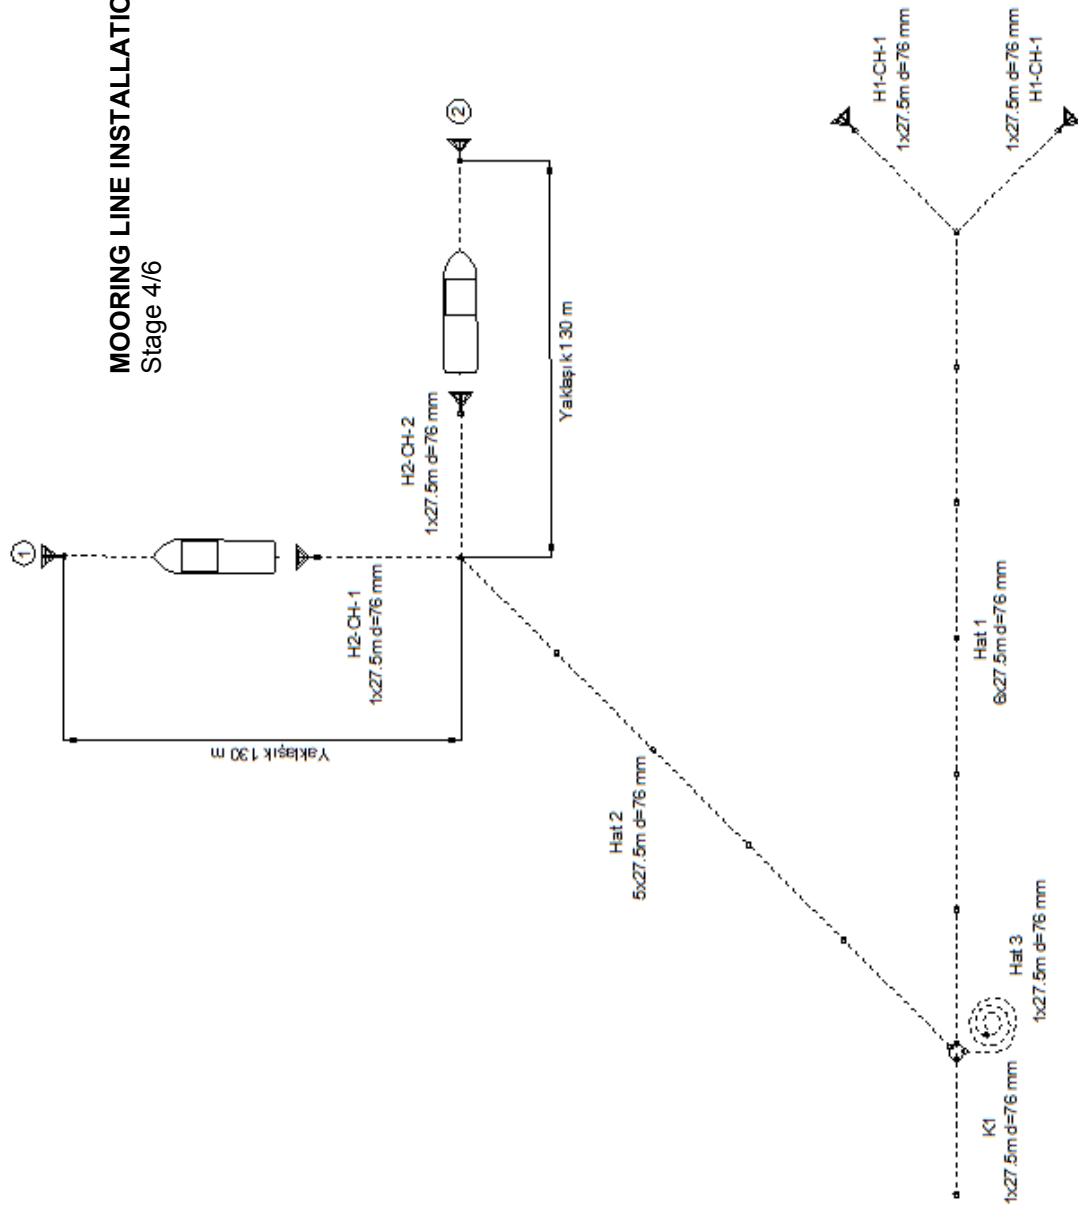 MOORING LINE INSTALLATIO
Stage 4/6
1
Yaklaşık 130 m
H2-CH-1
1x27.5m d=76 mm
H2-CH-2
1x27.5m d=76 mm
2
Yaklaşık 130 m
Hat 2
5x27.5m d=76 mm
H1-CH-1
1x27.5m d=76 mm
Hat 1
6x27.5m d=76 mm
1x27.5m d=76 mm
H1-CH-1
K1
1x27.5m d=76 mm
Hat 3
1x27.5m d=76 mm